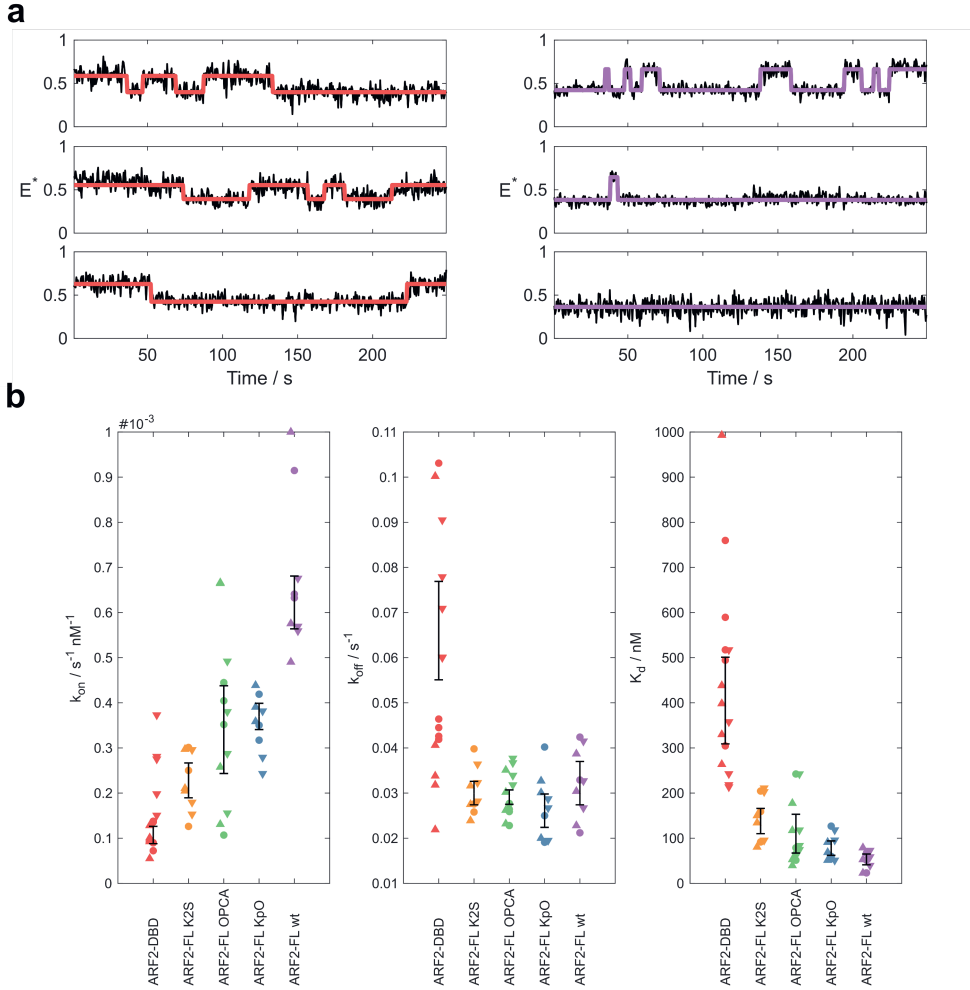 a
1
0.5
0
1
0.5
0
1
0.5
0
E*
50
100
150
200
Time / s
1
0.5
0
1
0.5
0
1
0.5
0
E*
50
100
150
200
Time / s
b
#10-3
1
0.9
0.8
0.7
0.6
0.5
0.4
0.3
0.2
0.1
0
kon / s-1 nM-1
ARF2-DBD
ARF2-FL K2S
ARF2-FL OPCA
ARF2-FL KpO
ARF2-FL wt
0.11
0.1
0.09
0.08
0.07
0.06
0.05
0.04
0.03
0.02
0.01
koff / s-1
ARF2-DBD
ARF2-FL K2S
ARF2-FL OPCA
ARF2-FL KpO
ARF2-FL wt
1000
900
800
700
600
500
400
300
200
100
0
Kd / nM
ARF2-DBD
ARF2-FL K2S
ARF2-FL OPCA
ARF2-FL KpO
ARF2-FL wt